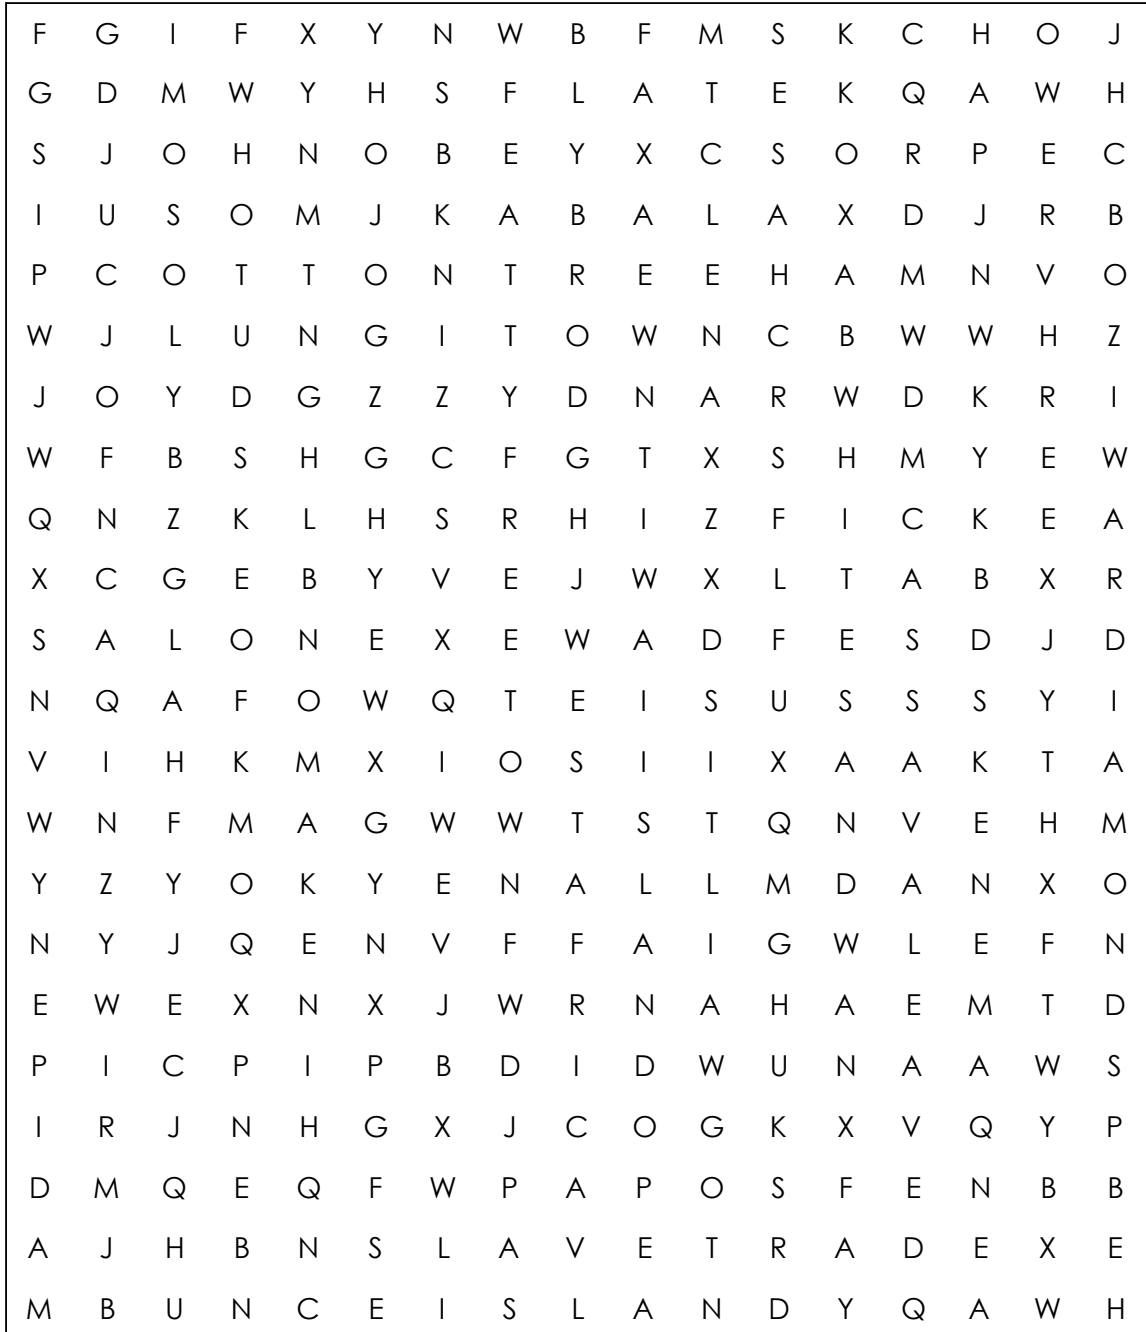 F G I F X Y N W B F M S K C H O J
G D M W Y H S F L A T E K Q A W H
S J O H N O B E Y X C S O R P E C
I U S O M J K A B A L A X D J R B
P C O T T O N T R E E H A M N V O
W J L U N G I T O W N C B W W H Z
J O Y D G Z Z Y D N A R W D K R I
W F B S H G C F G T X S H M Y E W
Q N Z K L H S R H I Z F I C K E A
X C G E B Y V E J W X L T A B X R
S A L O N E X E W A D F E S D J D
N Q A F O W Q T E I S U S S S Y I
V I H K M X I O S I I X A A K T A
W N F M A G W W T S T Q N V E H M
Y Z Y O K Y E N A L L M D A N X O
N Y J Q E N V F F A I G W L E F N
E W E X N X J W R N A H A E M T D
P I C P I P B D I D W U N A A W S
I R J N H G X J C O G K X V Q Y P
D M Q E Q F W P A P O S F E N B B
A J H B N S L A V E T R A D E X E
M B U N C E I S L A N D Y Q A W H